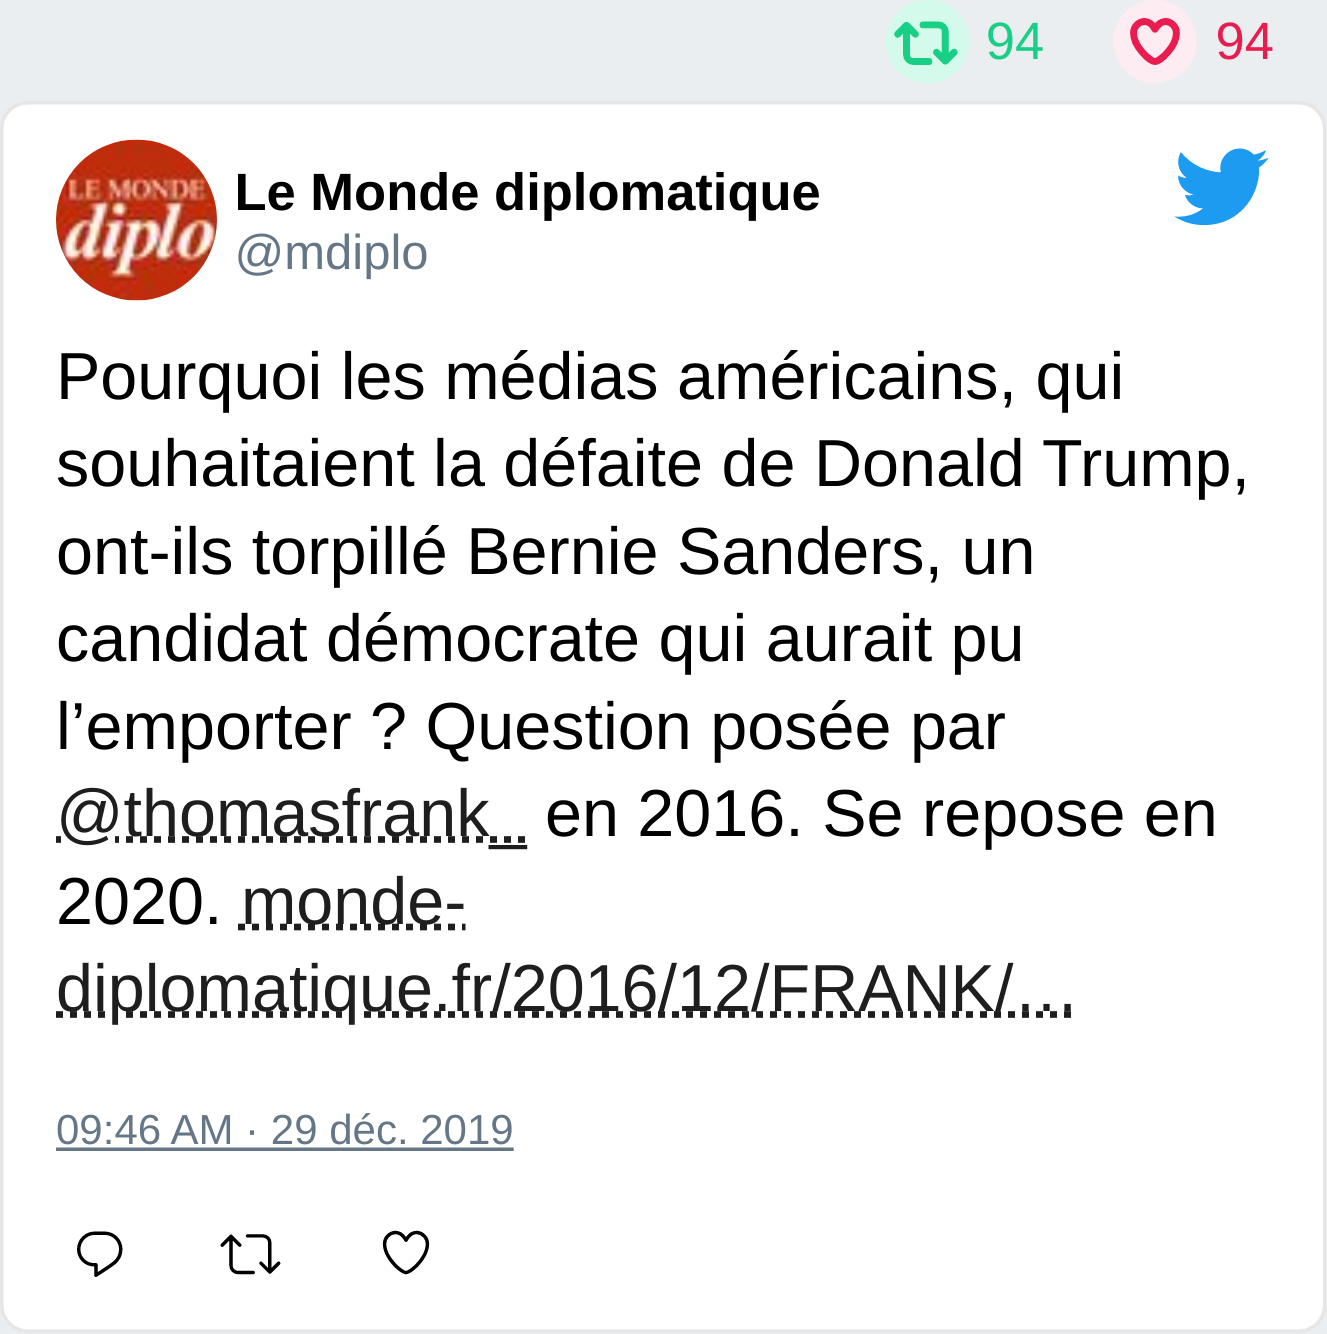 94 94
LE MONDE
diplo
Le Monde diplomatique
@mdiplo
Pourquoi les médias américains, qui
souhaitaient la défaite de Donald Trump,
ont-ils torpillé Bernie Sanders, un
candidat démocrate qui aurait pu
l’emporter ? Question posée par
@thomasfrank_ en 2016. Se repose en
2020. monde-
diplomatique.fr/2016/12/FRANK/…
09:46 AM · 29 déc. 2019